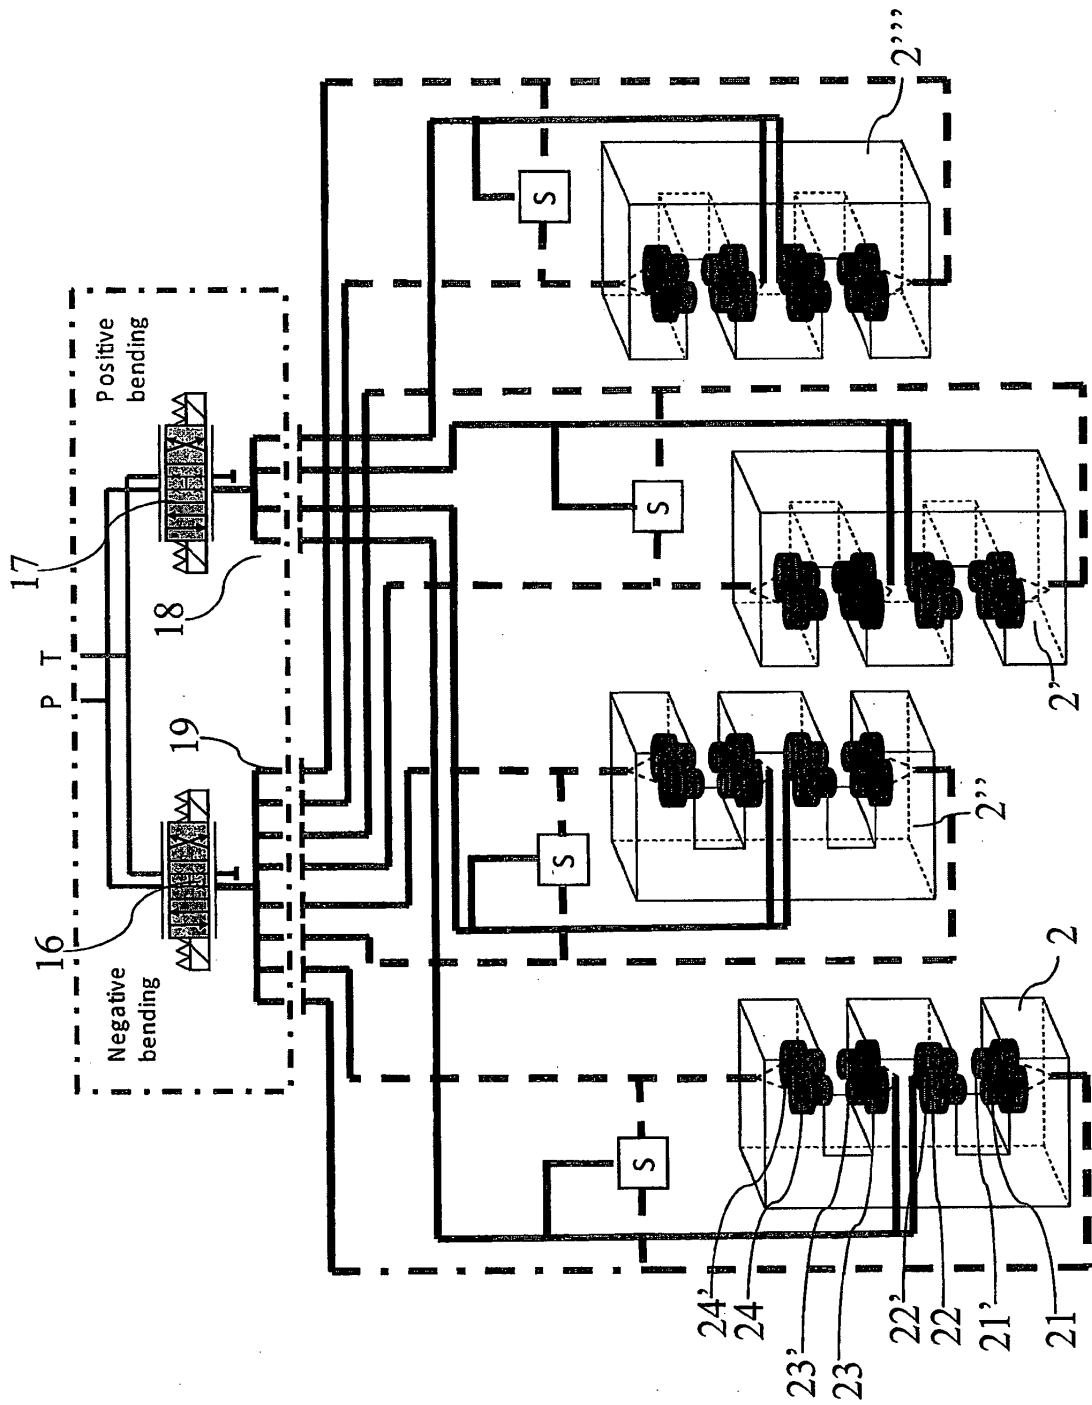 17
16
P T
Negative
bending
Positive
bending
19
18
S
S
S
S
24'
24
23'
23
22'
22
21'
21
2
2''
2'
2''''